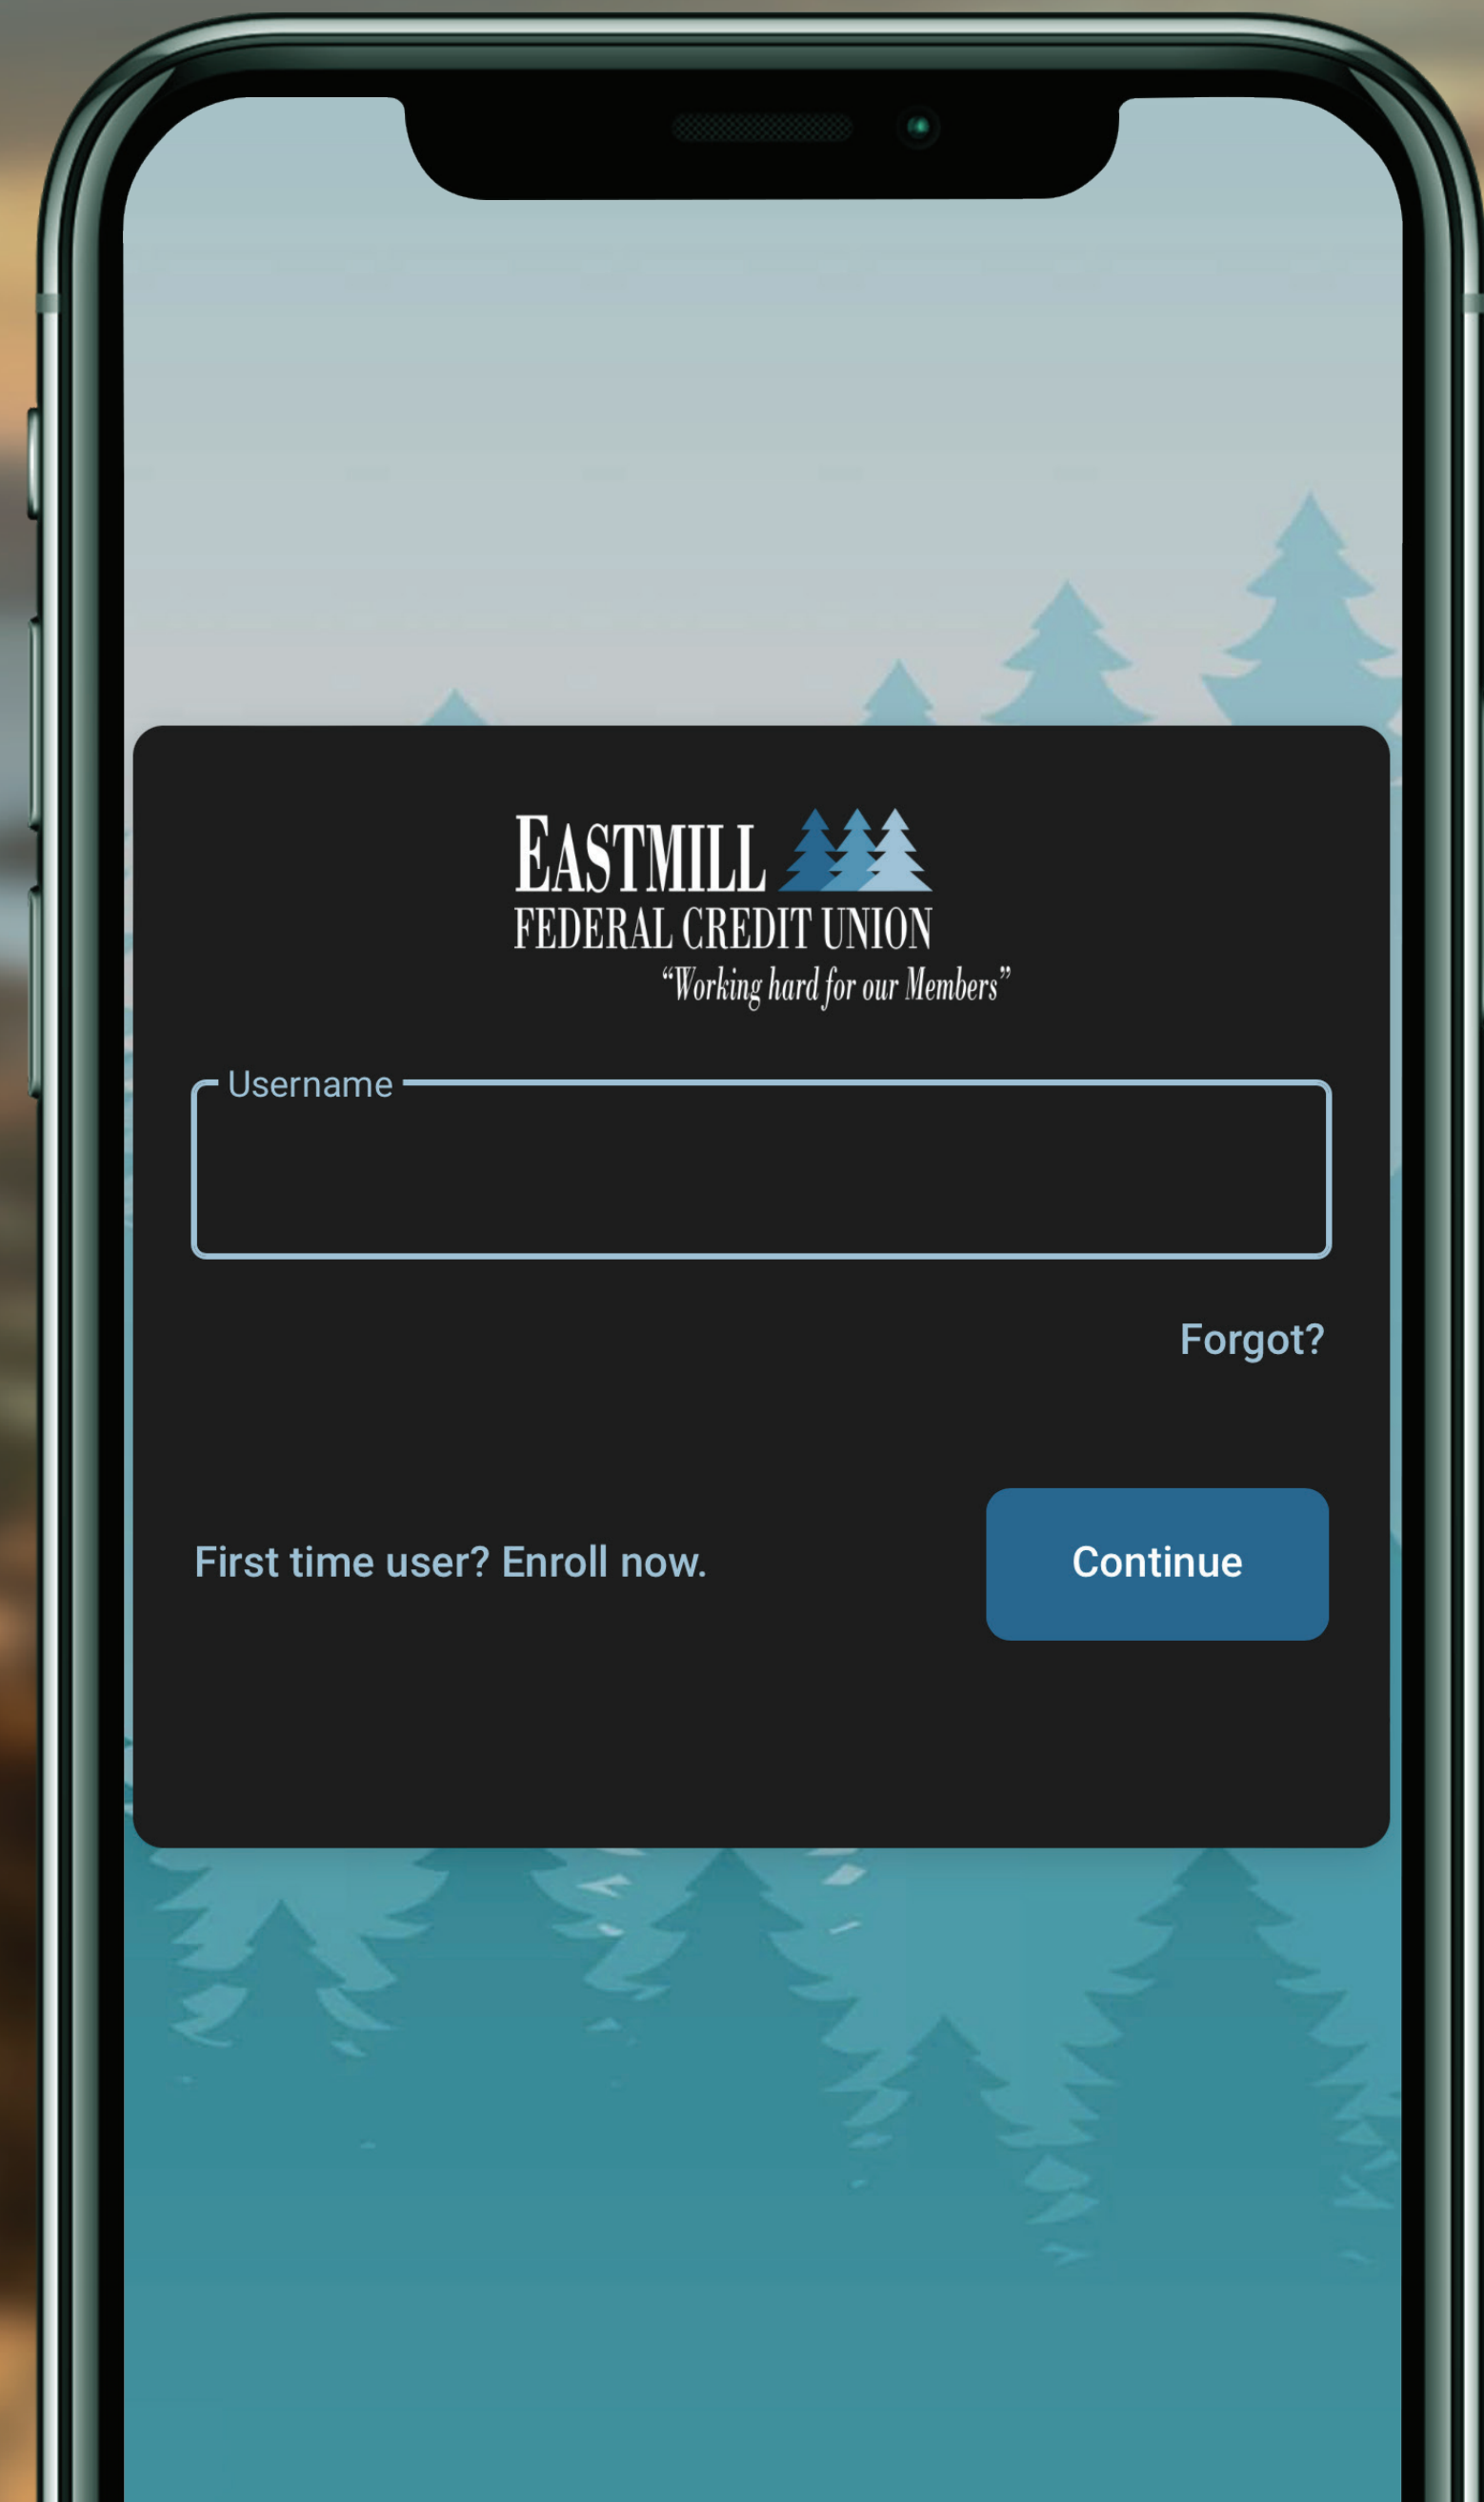 EASTMILL
FEDERAL CREDIT UNION
“Working hard for our Members”
Username
Forgot?
First time user? Enroll now.
Continue